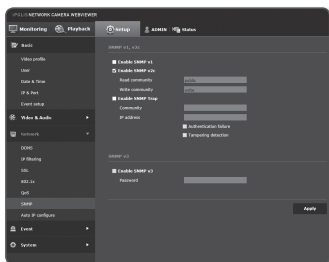 iPOLiS NETWORK CAMERA WEBVIEWER
Monitoring Playback Setup ADMIN Status
Basic
Video profile
User
Date & Time
IP & Port
Event setup
Video & Audio
Network
DDNS
IP filtering
SSL
802.1x
QoS
SNMP
Auto IP configure
Event
System
SNMP v1, v2c
Enable SNMP v1
Enable SNMP v2c
Read community public
Write community write
Enable SNMP Trap
Community
IP address
Authentication failure
Tampering detection
SNMP v3
Enable SNMP v3
Password
Apply